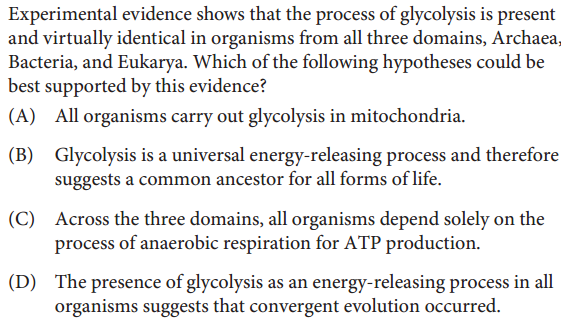 Experimental evidence shows that the process of glycolysis is present
and virtually identical in organisms from all three domains, Archaea,
Bacteria, and Eukarya. Which of the following hypotheses could be
best supported by this evidence?
(A) All organisms carry out glycolysis in mitochondria.
(B) Glycolysis is a universal energy-releasing process and therefore
suggests a common ancestor for all forms of life.
(C) Across the three domains, all organisms depend solely on the
process of anaerobic respiration for ATP production.
(D) The presence of glycolysis as an energy-releasing process in all
organisms suggests that convergent evolution occurred.